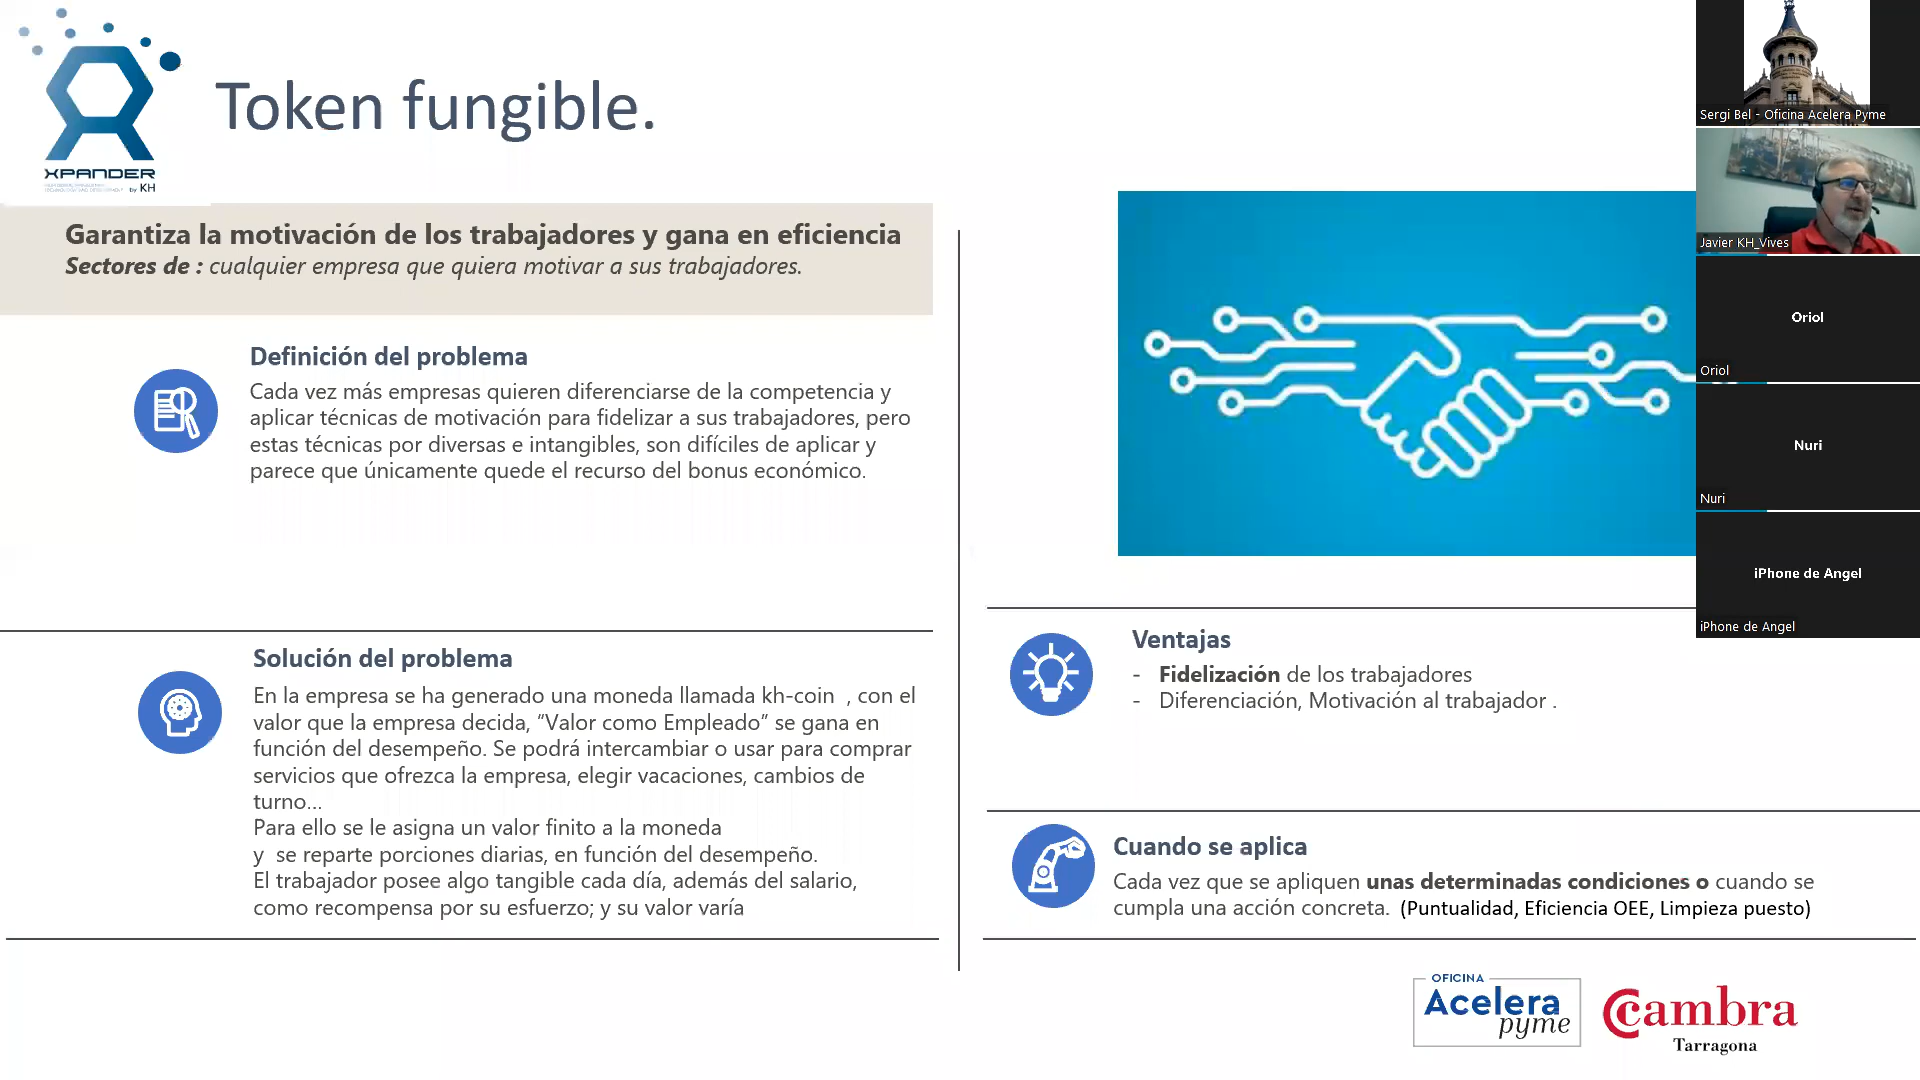 XPANDER
by KH
Token fungible.
Garantiza la motivación de los trabajadores y gana en eficiencia
Sectores de : cualquier empresa que quiera motivar a sus trabajadores.
Definición del problema
Cada vez más empresas quieren diferenciarse de la competencia y
aplicar técnicas de motivación para fidelizar a sus trabajadores, pero
estas técnicas por diversas e intangibles, son difíciles de aplicar y
parece que únicamente quede el recurso del bonus económico.
Solución del problema
En la empresa se ha generado una moneda llamada kh-coin , con el
valor que la empresa decida, “Valor como Empleado” se gana en
función del desempeño. Se podrá intercambiar o usar para comprar
servicios que ofrezca la empresa, elegir vacaciones, cambios de
turno…
Para ello se le asigna un valor finito a la moneda
y se reparte porciones diarias, en función del desempeño.
El trabajador posee algo tangible cada día, además del salario,
como recompensa por su esfuerzo; y su valor varía
Ventajas
- Fidelización de los trabajadores
- Diferenciación, Motivación al trabajador .
Cuando se aplica
Cada vez que se apliquen unas determinadas condiciones o cuando se
cumpla una acción concreta. (Puntualidad, Eficiencia OEE, Limpieza puesto)
OFICINA
Acelera
pyme
Cambra
Tarragona
Sergi Bel - Oficina Acelera Pyme
Javier KH_Vives
Oriol
Oriol
Nuri
Nuri
iPhone de Angel
iPhone de Angel